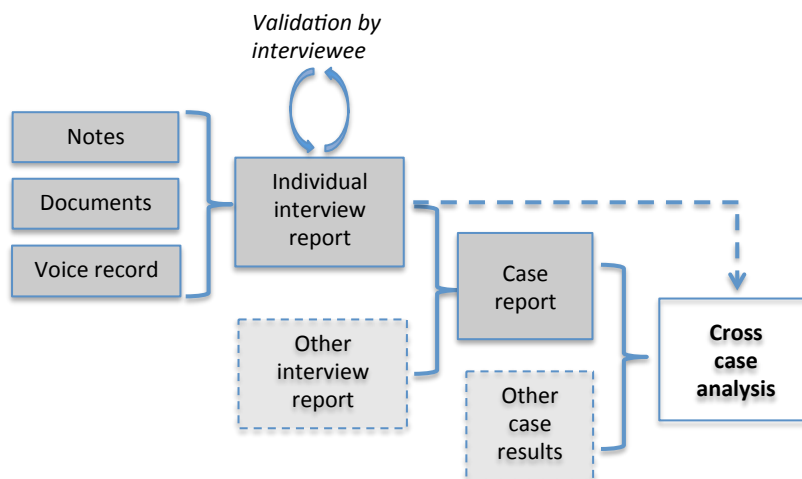 Validation by
interviewee
Notes
Documents
Voice record
Individual
interview
report
Other
interview
report
Case
report
Other
case
results
Cross
case
analysis